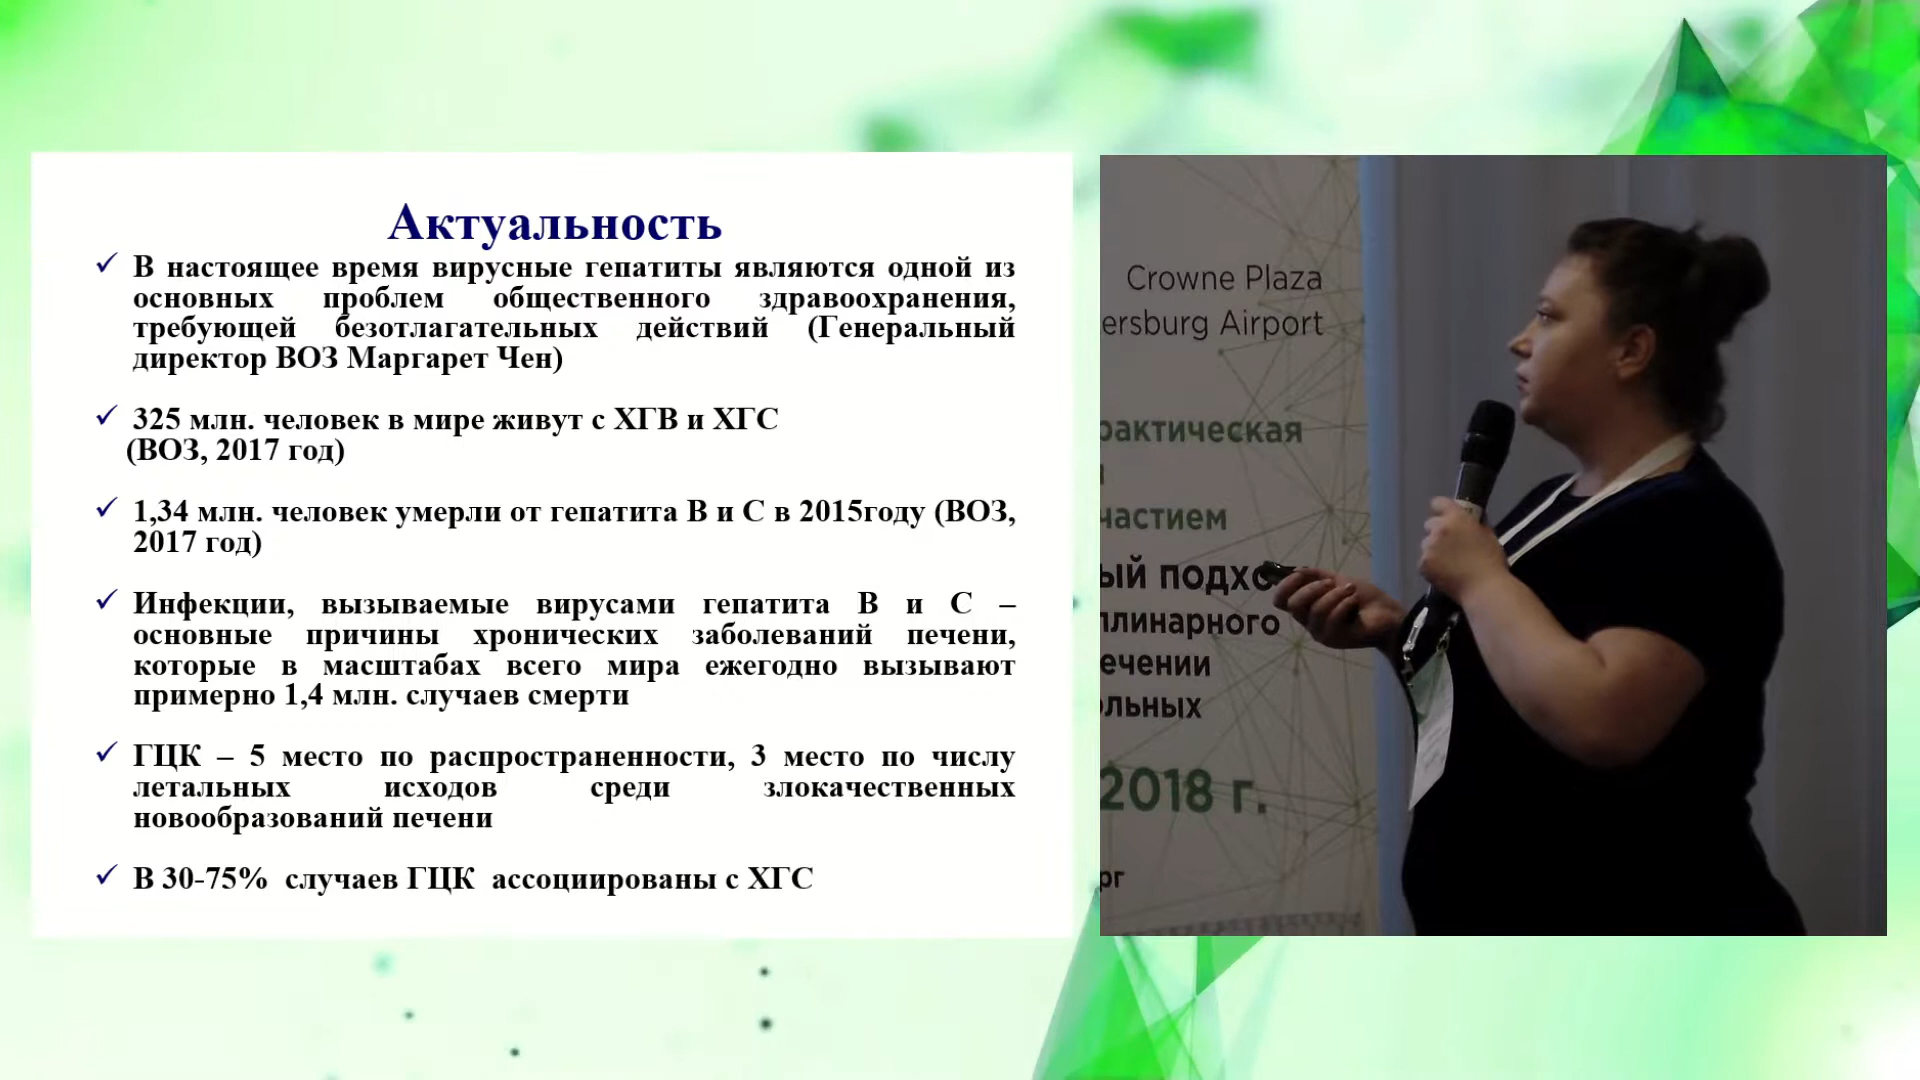 Актуальность
✓ В настоящее время вирусные гепатиты являются одной из
основных проблем общественного здравоохранения,
требующей безотлагательных действий (Генеральный
директор ВОЗ Маргарет Чен)
✓ 325 млн. человек в мире живут с ХГВ и ХГС
(ВОЗ, 2017 год)
✓ 1,34 млн. человек умерли от гепатита В и С в 2015году (ВОЗ,
2017 год)
✓ Инфекции, вызываемые вирусами гепатита В и С –
основные причины хронических заболеваний печени,
которые в масштабах всего мира ежегодно вызывают
примерно 1,4 млн. случаев смерти
✓ ГЦК – 5 место по распространенности, 3 место по числу
летальных исходов среди злокачественных
новообразований печени
✓ В 30-75% случаев ГЦК ассоциированы с ХГС
Crowne Plaza
ersburg Airport
рактическая
частием
ый подхо
плинарного
ечении
ольных
2018 г.
рг